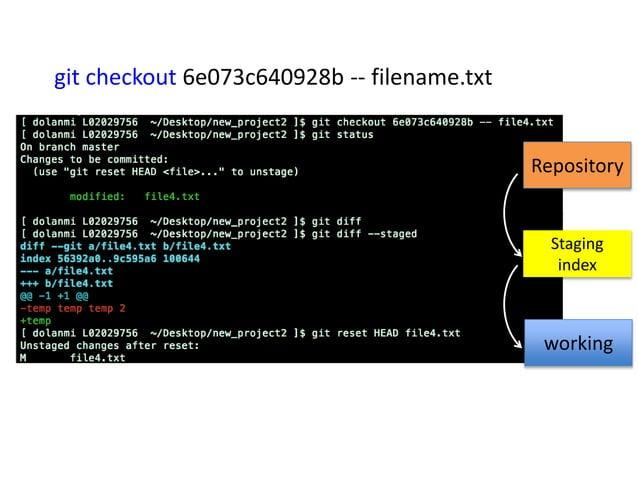 git checkout 6e073c640928b -- filename.txt
[ dolanmi L02029756  ~/Desktop/new_project2 ]$ git checkout 6e073c640928b -- file4.txt
[ dolanmi L02029756  ~/Desktop/new_project2 ]$ git status
On branch master
Changes to be committed:
  (use "git reset HEAD <file>..." to unstage)
        modified:   file4.txt
[ dolanmi L02029756  ~/Desktop/new_project2 ]$ git diff
[ dolanmi L02029756  ~/Desktop/new_project2 ]$ git diff --staged
diff --git a/file4.txt b/file4.txt
index 56392a0..9c595a6 100644
--- a/file4.txt
+++ b/file4.txt
@@ -1 +1 @@
-temp temp temp 2
+temp
[ dolanmi L02029756  ~/Desktop/new_project2 ]$ git reset HEAD file4.txt
Unstaged changes after reset:
M       file4.txt
Repository
Staging
index
working